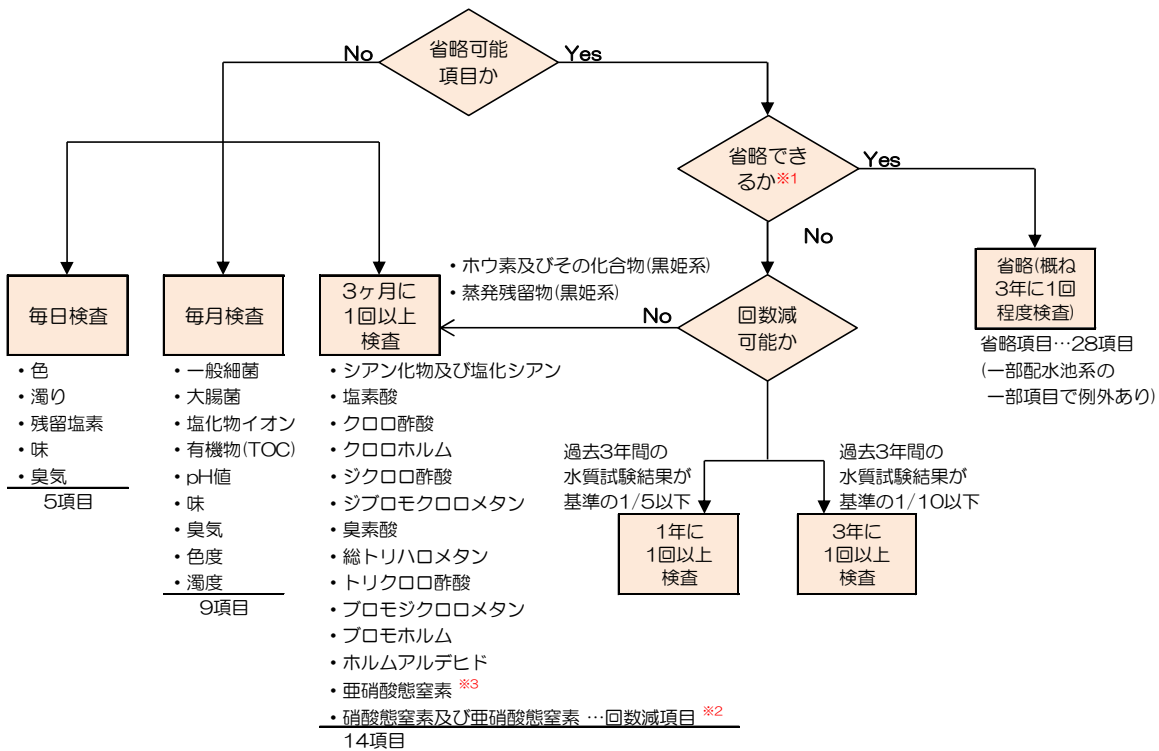 省略可能
項目か
No
Yes
省略でき
るか※1
Yes
No
・ホウ素及びその化合物(黒姫系)
・蒸発残留物(黒姫系)
No
回数減
可能か
省略(概ね
3年に1回
程度検査)
省略項目…28項目
(一部配水池系の
一部項目で例外あり)
毎日検査
・色
・濁り
・残留塩素
・味
・臭気
5項目
毎月検査
・一般細菌
・大腸菌
・塩化物イオン
・有機物(TOC)
・pH値
・味
・臭気
・色度
・濁度
9項目
3ヶ月に
1回以上
検査
・シアン化物及び塩化シアン
・塩素酸
・クロロ酢酸
・クロロホルム
・ジクロロ酢酸
・ジブロモクロロメタン
・臭素酸
・総トリハロメタン
・トリクロロ酢酸
・ブロモジクロロメタン
・ブロモホルム
・ホルムアルデヒド
・亜硝酸態窒素 ※3
・硝酸態窒素及び亜硝酸態窒素 …回数減項目 ※2
14項目
過去3年間の
水質試験結果が
基準の1/5以下
1年に
1回以上
検査
過去3年間の
水質試験結果が
基準の1/10以下
3年に
1回以上
検査